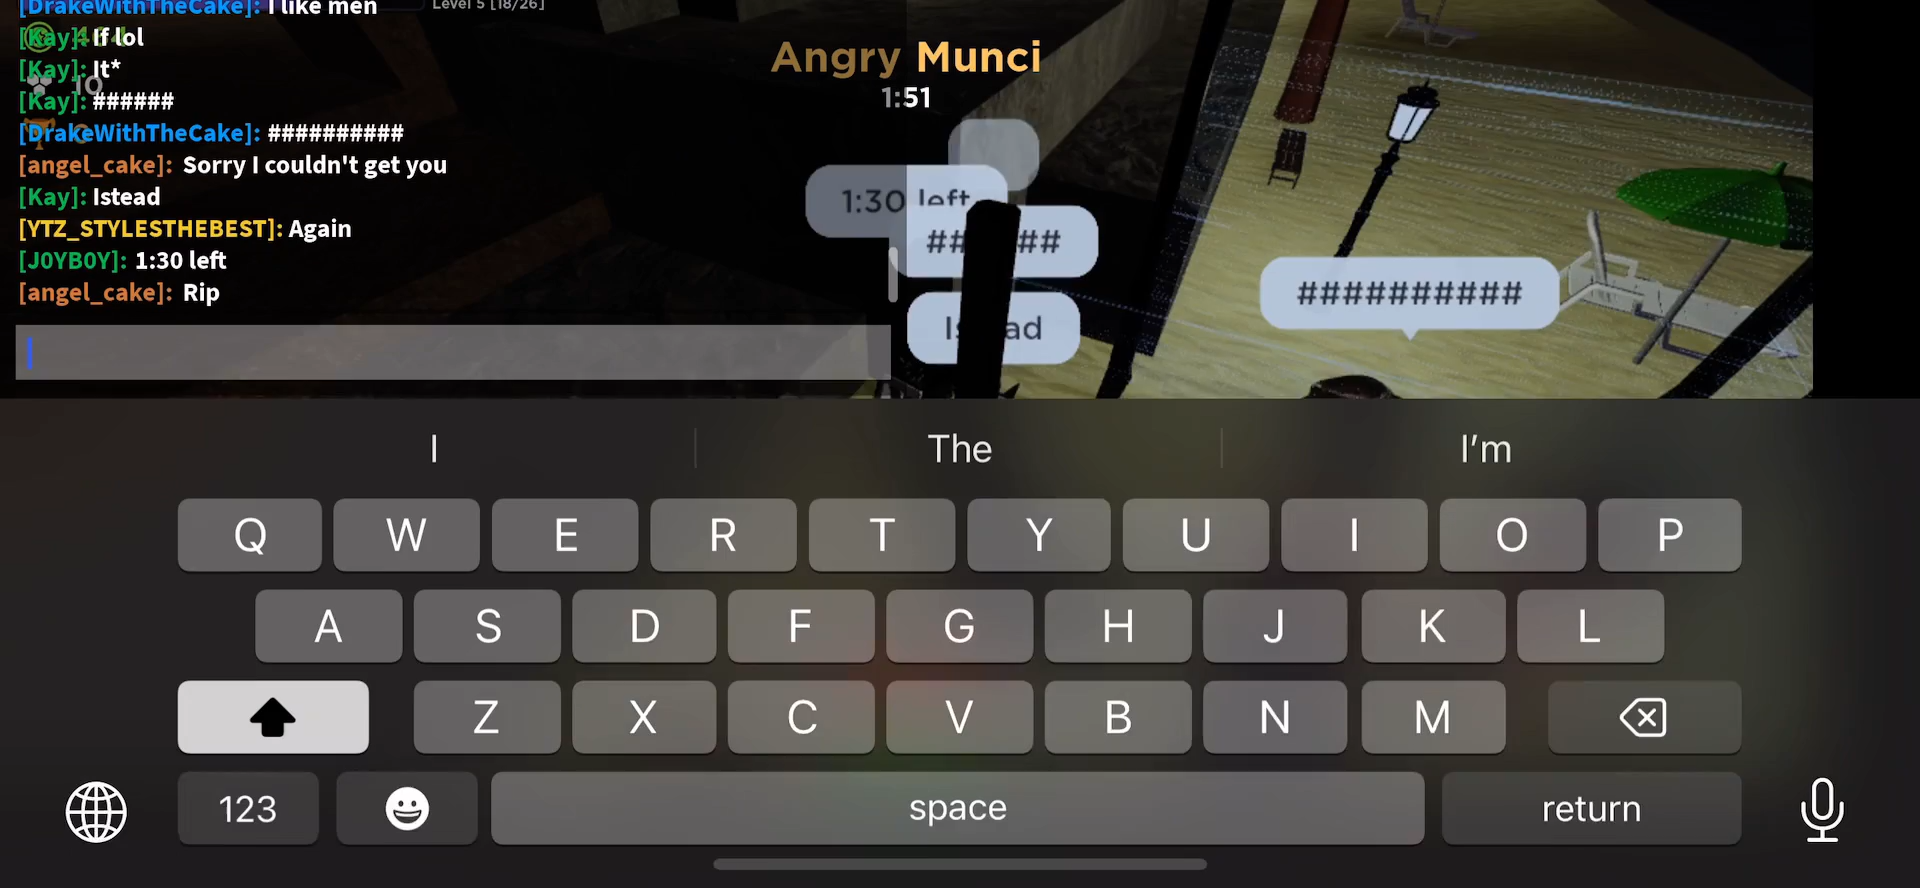 [DrakeWithTheCake]: I like men
Level 5 [18/26]
[Kay]: If lol
[Kay]: It*
10
[Kay]: ######
[DrakeWithTheCake]: ##########
[angel_cake]: Sorry I couldn't get you
[Kay]: Istead
[YTZ_STYLESTHEBEST]: Again
[J0YB0Y]: 1:30 left
[angel_cake]: Rip
Angry Munci
1:51
1:30 left
##########
I
The
I'm
Q W E R T Y U I O P
A S D F G H J K L
Z X C V B N M
123
space
return